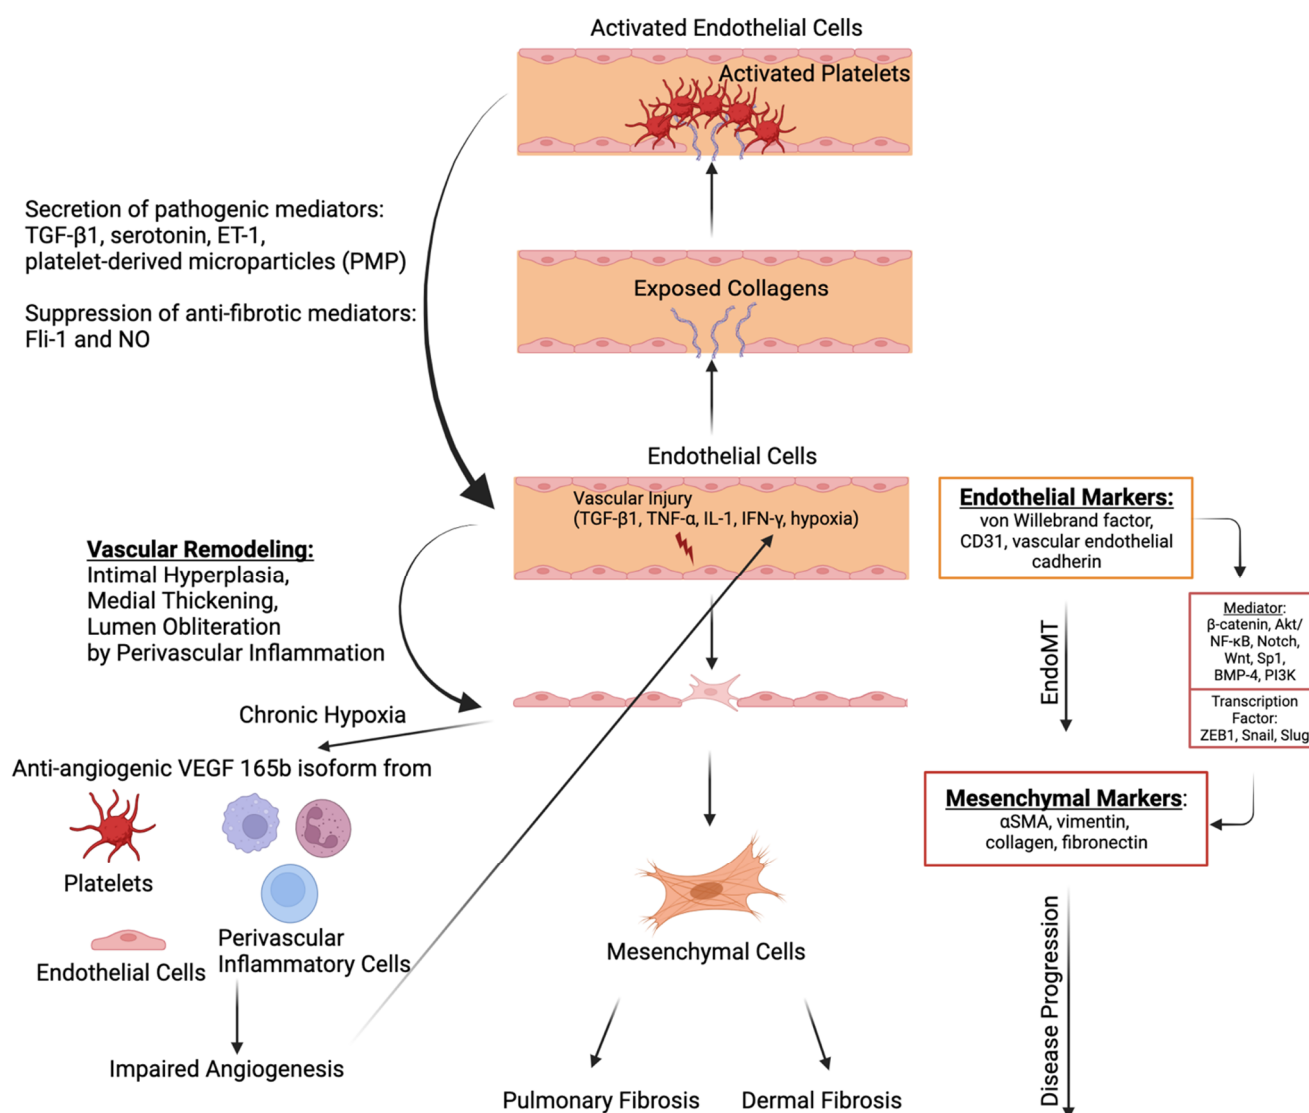 Activated Endothelial Cells
Activated Platelets
Secretion of pathogenic mediators:
TGF-β1, serotonin, ET-1,
platelet-derived microparticles (PMP)
Suppression of anti-fibrotic mediators:
Fli-1 and NO
Exposed Collagens
Endothelial Cells
Vascular Injury
(TGF-β1, TNF-α, IL-1, IFN-γ, hypoxia)
Endothelial Markers:
von Willebrand factor,
CD31, vascular endothelial
cadherin
Vascular Remodeling:
Intimal Hyperplasia,
Medial Thickening,
Lumen Obliteration
by Perivascular Inflammation
EndoMT
Mediator:
β-catenin, Akt/
NF-κB, Notch,
Wnt, Sp1,
BMP-4, PI3K
Transcription
Factor:
ZEB1, Snail, Slug
Chronic Hypoxia
Anti-angiogenic VEGF 165b isoform from
Platelets
Endothelial Cells
Perivascular
Inflammatory Cells
Impaired Angiogenesis
Mesenchymal Markers:
αSMA, vimentin,
collagen, fibronectin
Mesenchymal Cells
Disease Progression
Pulmonary Fibrosis
Dermal Fibrosis